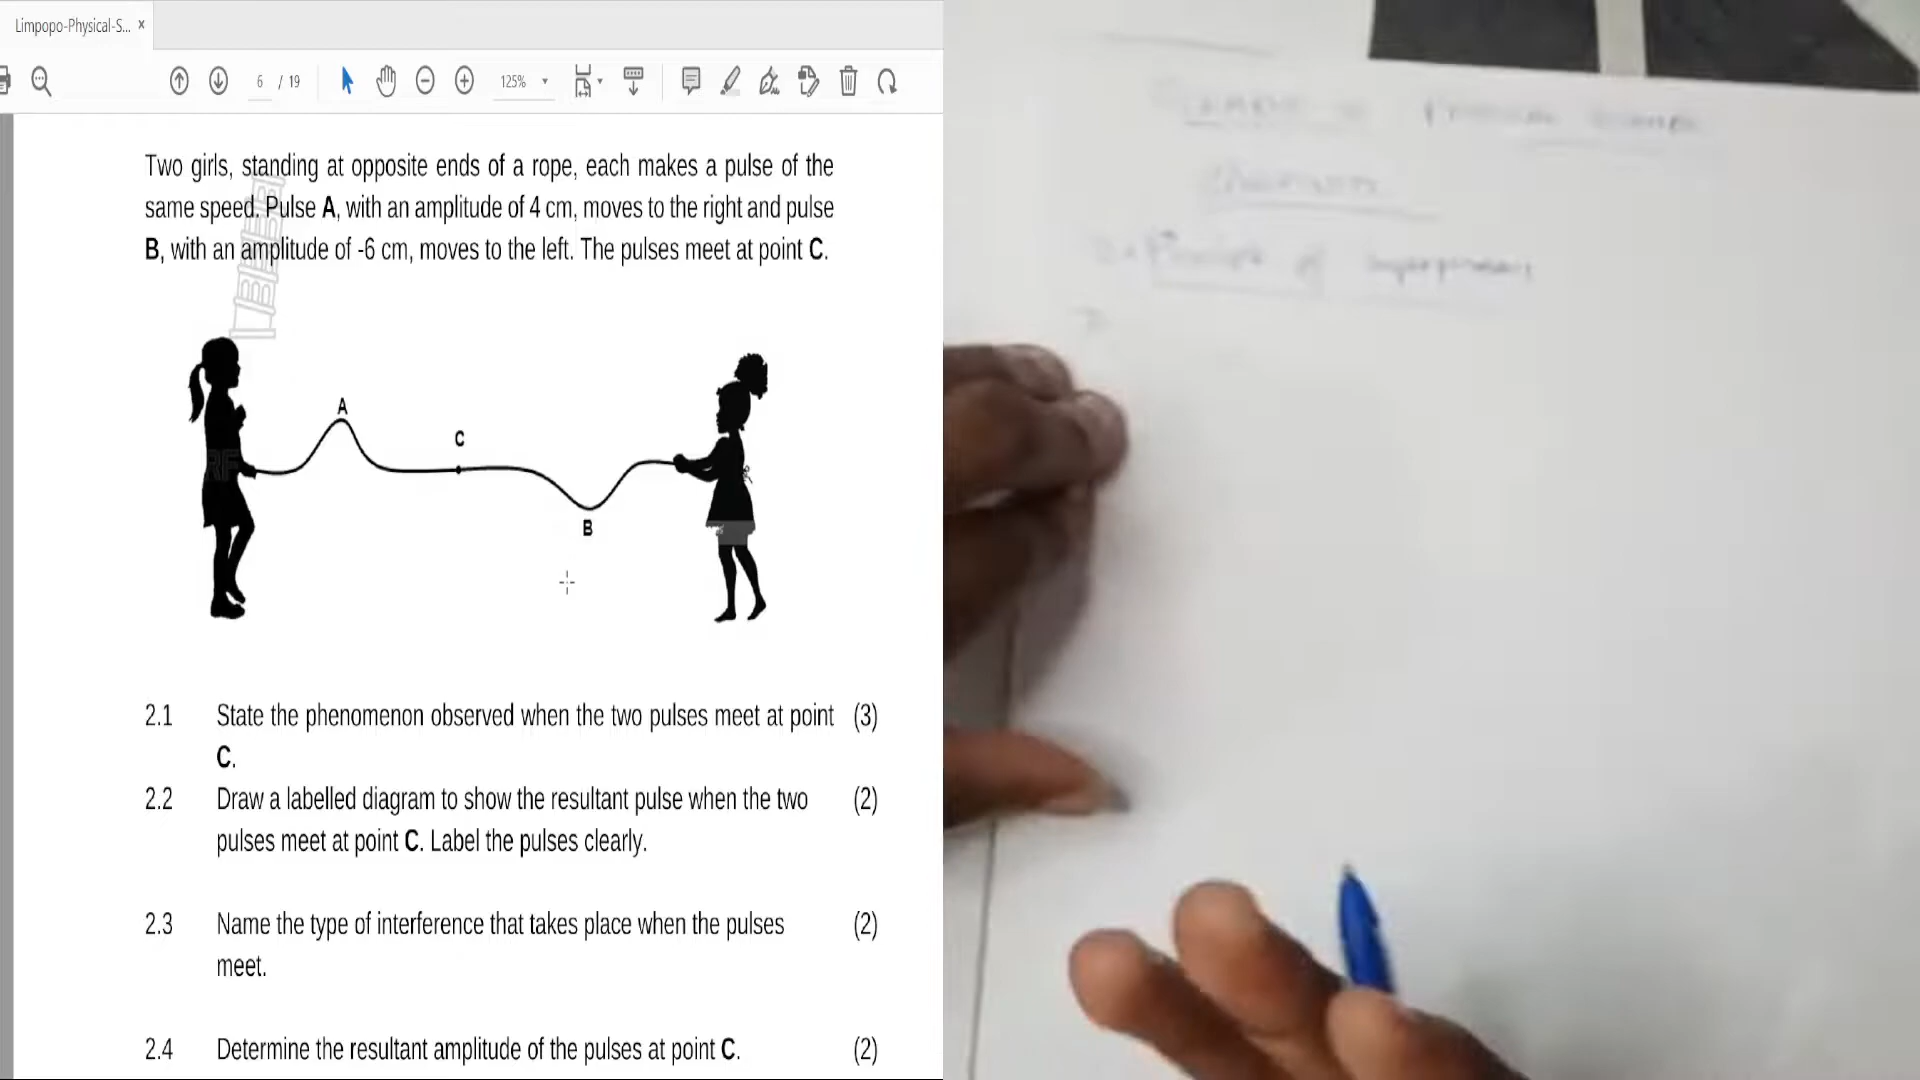 Limpopo-Physical-S... ×
6 / 19
125%
Two girls, standing at opposite ends of a rope, each makes a pulse of the
same speed. Pulse A, with an amplitude of 4 cm, moves to the right and pulse
B, with an amplitude of -6 cm, moves to the left. The pulses meet at point C.
A
C
B
2.1 State the phenomenon observed when the two pulses meet at point (3)
C.
2.2 Draw a labelled diagram to show the resultant pulse when the two (2)
pulses meet at point C. Label the pulses clearly.
2.3 Name the type of interference that takes place when the pulses (2)
meet.
2.4 Determine the resultant amplitude of the pulses at point C. (2)
of